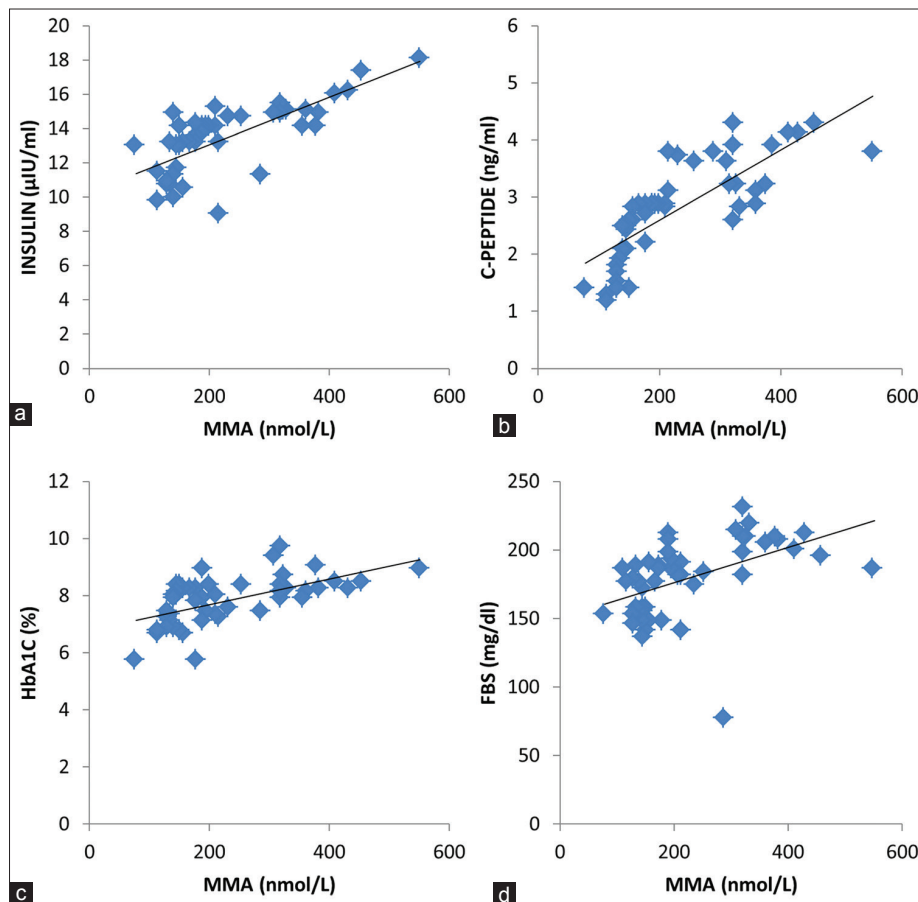 20
18
16
14
12
10
8
6
4
2
0
INSULIN (µIU/ml)
0 200 400 600
MMA (nmol/L)
a
6
5
4
3
2
1
0
C-PEPTIDE (ng/ml)
0 200 400 600
MMA (nmol/L)
b
12
10
8
6
4
2
0
HbA1C (%)
0 200 400 600
MMA (nmol/L)
c
250
200
150
100
50
0
FBS (mg/dl)
0 200 400 600
MMA (nmol/L)
d